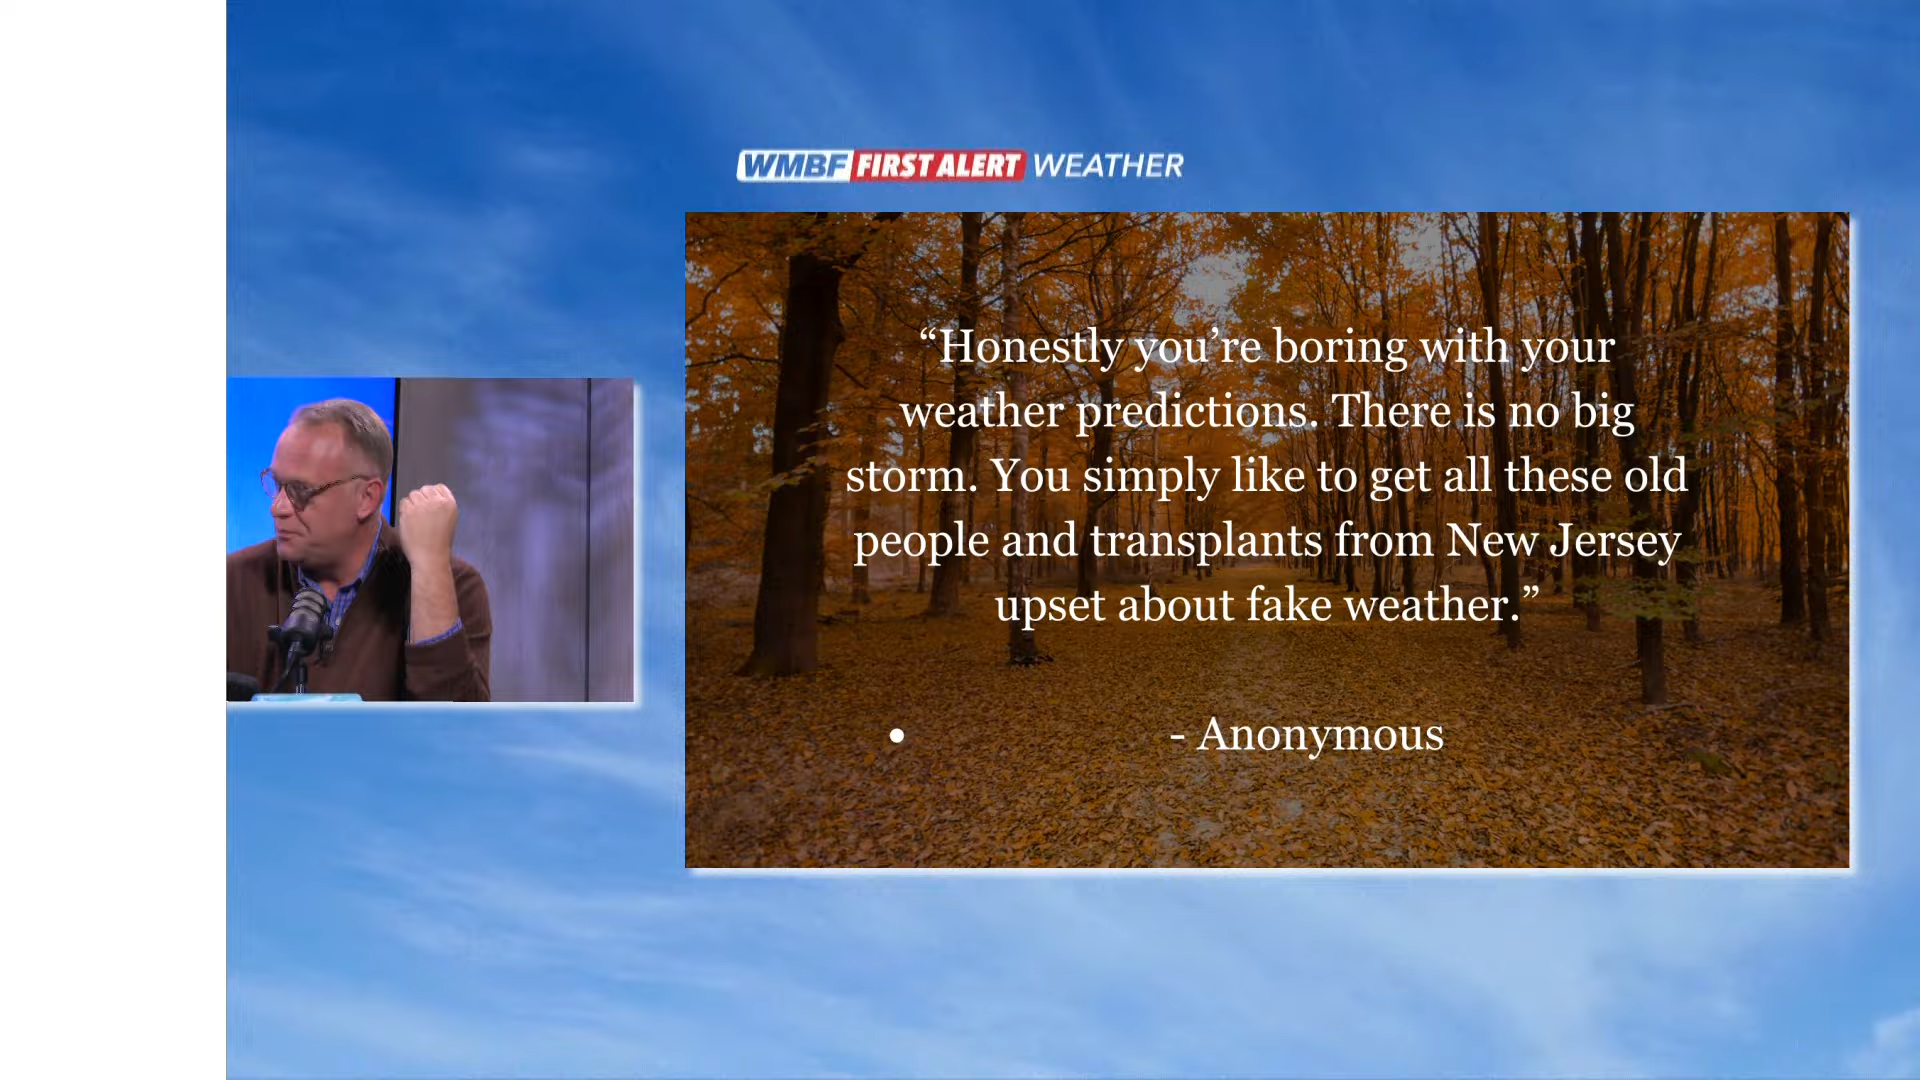 WMBF FIRST ALERT WEATHER
“Honestly you’re boring with your
weather predictions. There is no big
storm. You simply like to get all these old
people and transplants from New Jersey
upset about fake weather.”
• - Anonymous